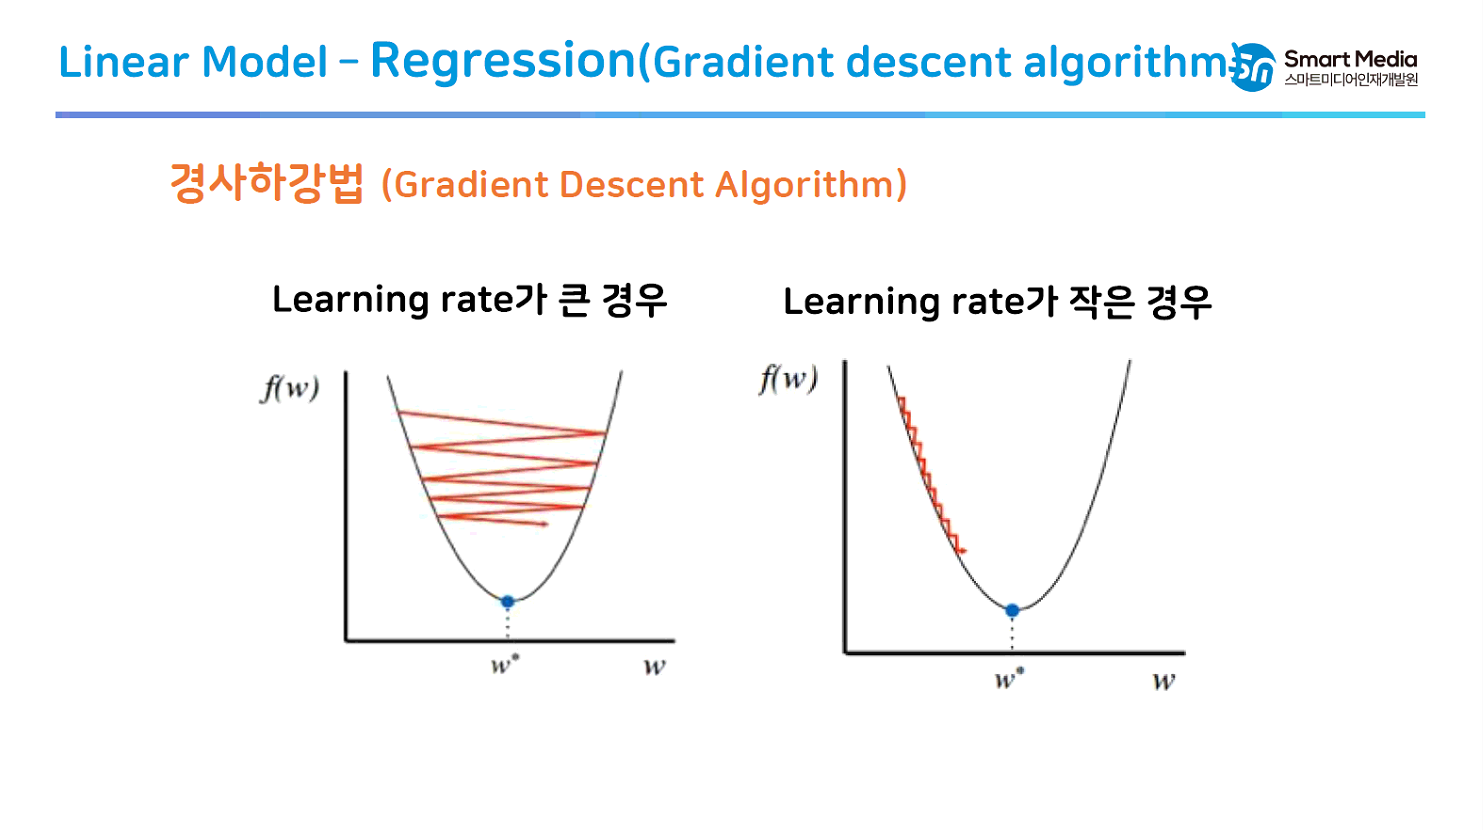 Linear Model – Regression(Gradient descent algorithm)
Smart Media
스마트미디어인재개발원
경사하강법 (Gradient Descent Algorithm)
Learning rate가 큰 경우
Learning rate가 작은 경우
f(w)
w*
w
f(w)
w*
w